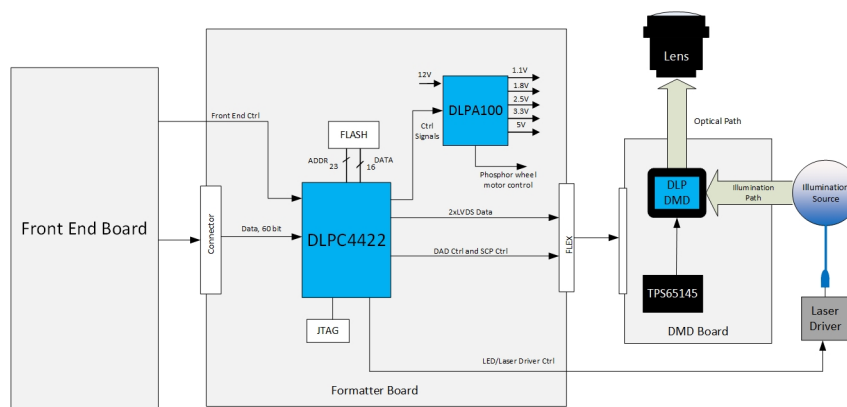 Lens
1.1V
12V
1.8V
2.5V
DLPA100
3.3V
5V
Front End Ctrl
Ctrl
Signals
Optical Path
FLASH
ADDR
23
DATA
16
Phosphor wheel
motor control
DLP
DMD
Illumination
Path
Illumination
Source
Front End Board
Connector
Data, 60 bit
DLPC4422
2xLVDS Data
DAD Ctrl and SCP Ctrl
FLEX
TPS65145
JTAG
Laser
Driver
DMD Board
LED/Laser Driver Ctrl
Formatter Board